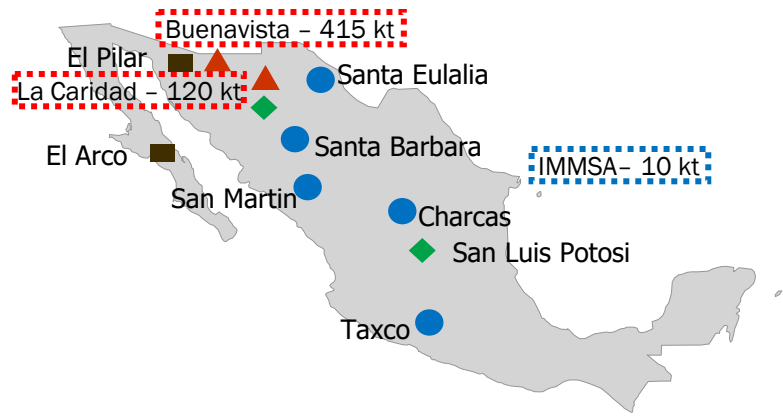 Buenavista – 415 kt
El Pilar
Santa Eulalia
La Caridad – 120 kt
El Arco
Santa Barbara
IMMSA– 10 kt
San Martin
Charcas
San Luis Potosi
Taxco